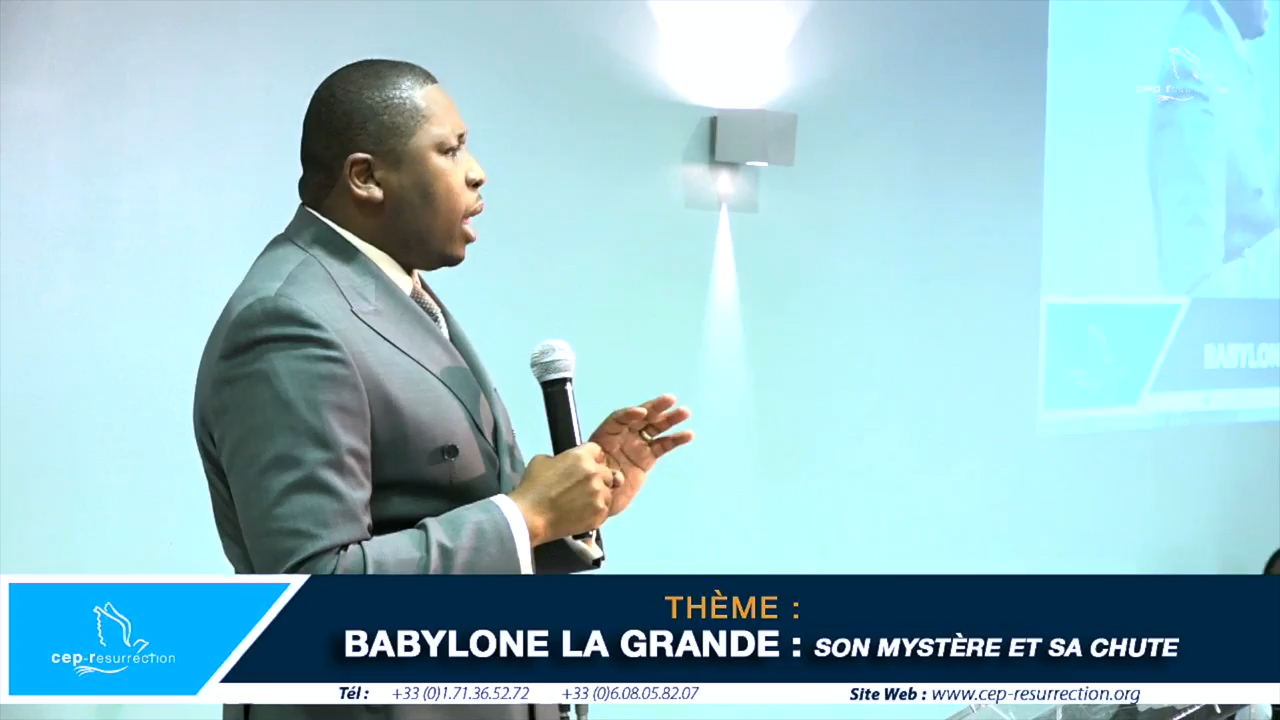 BABYLON
THÈME :
BABYLONE LA GRANDE : SON MYSTÈRE ET SA CHUTE
cep-résurrection
Tél : +33 (0)1.71.36.52.72 +33 (0)6.08.05.82.07 Site Web : www.cep-resurrection.org